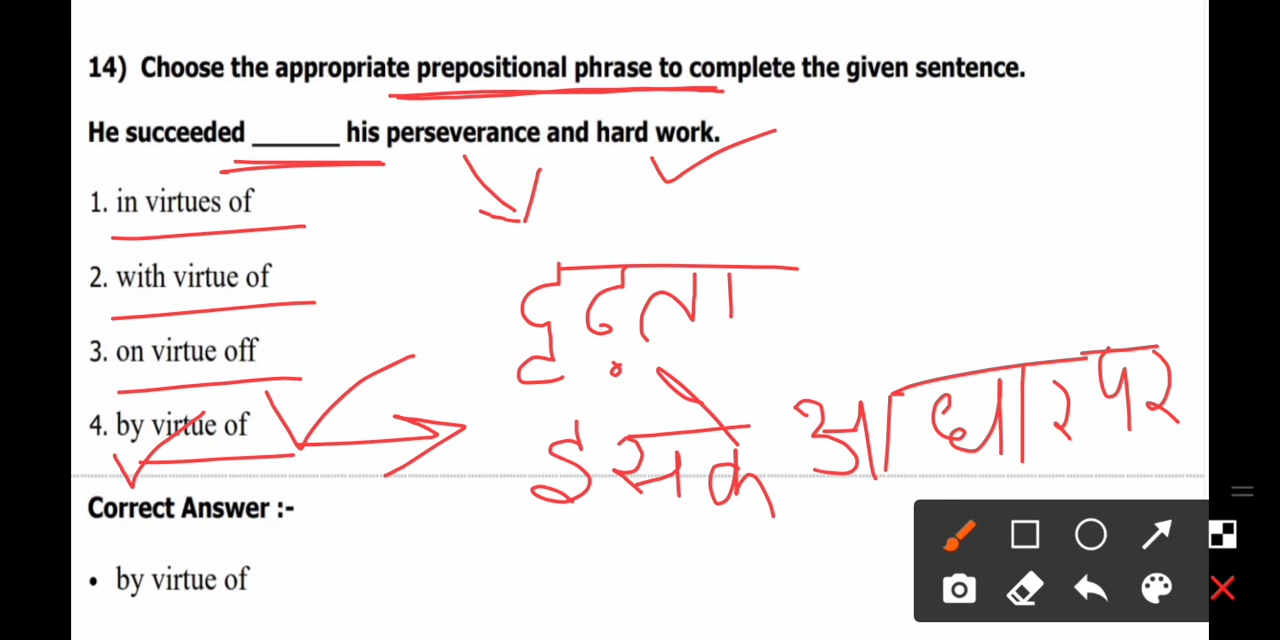 14) Choose the appropriate prepositional phrase to complete the given sentence.
He succeeded ______ his perseverance and hard work.
1. in virtues of
2. with virtue of
3. on virtue off
4. by virtue of
दृढता
इसके आधार पर
Correct Answer :-
• by virtue of